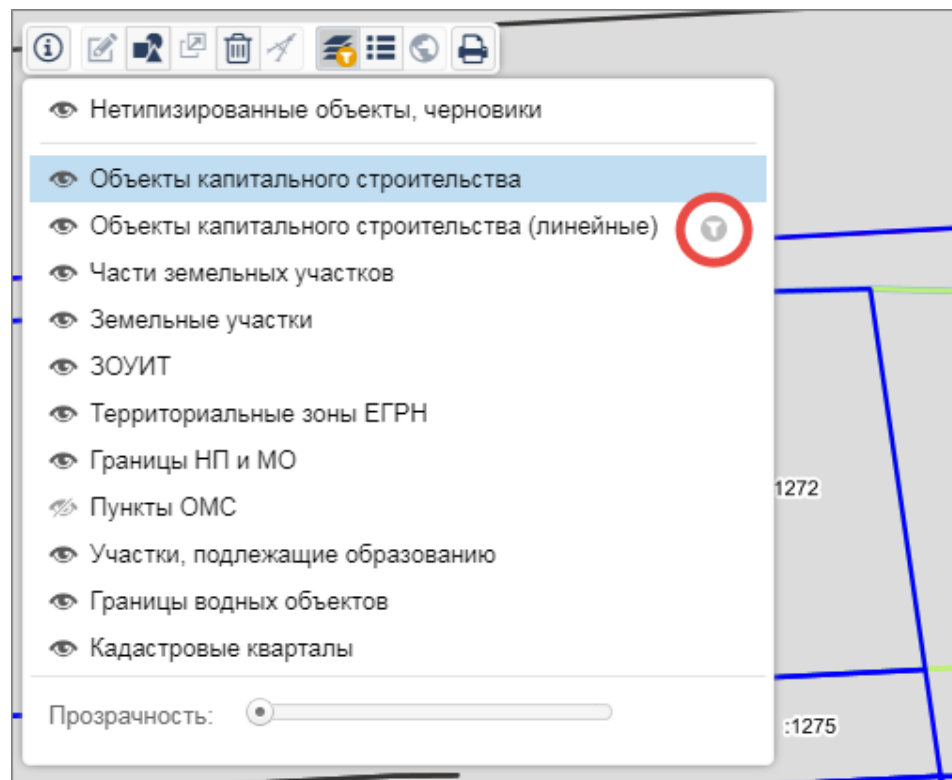 Нетипизированные объекты, черновики
Объекты капитального строительства
Объекты капитального строительства (линейные)
Части земельных участков
Земельные участки
ЗОУИТ
Территориальные зоны ЕГРН
Границы НП и МО
:1272
Пункты ОМС
Участки, подлежащие образованию
Границы водных объектов
Кадастровые кварталы
Прозрачность:
:1275